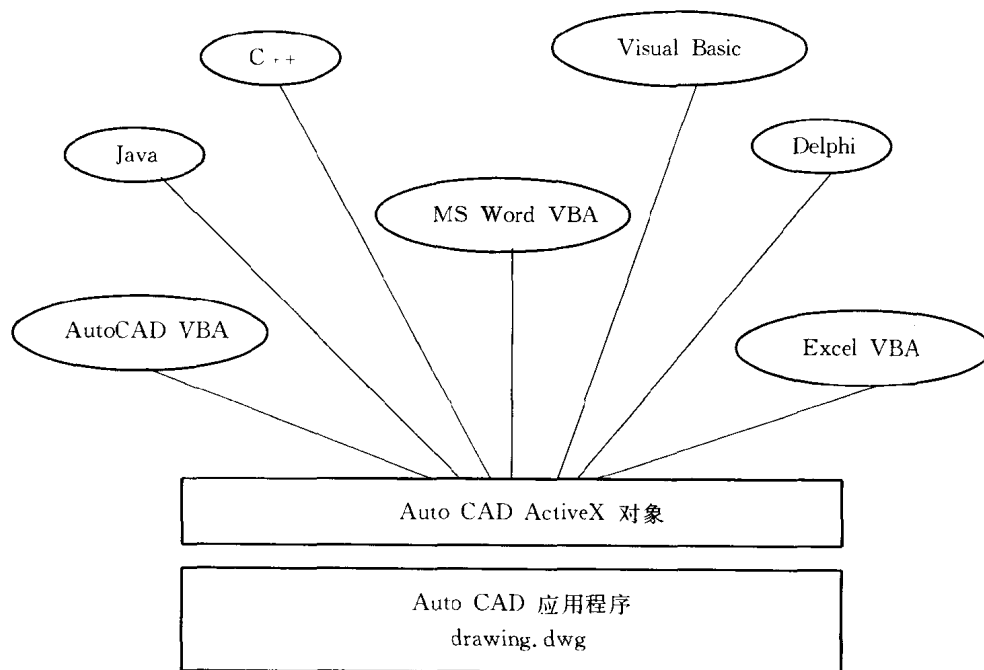 C++
Visual Basic
Java
Delphi
MS Word VBA
AutoCAD VBA
Excel VBA
Auto CAD ActiveX 对象
Auto CAD 应用程序
drawing.dwg